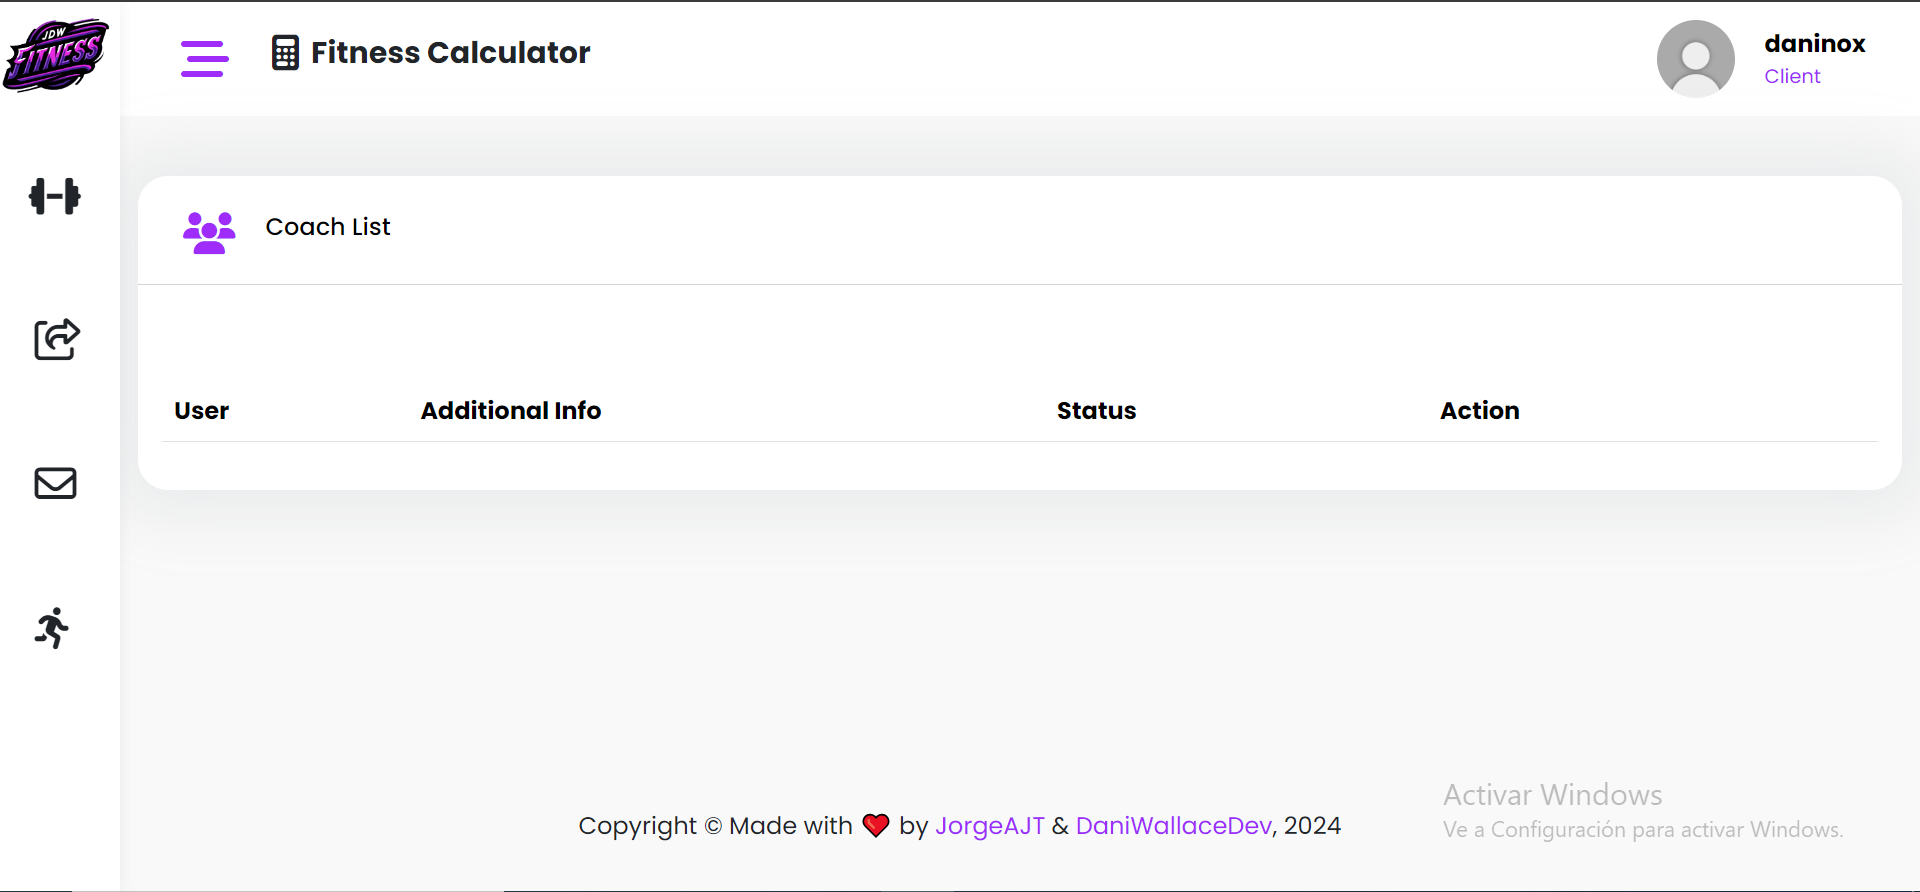 JDW
FITNESS
Fitness Calculator
daninox
Client
Coach List
User Additional Info Status Action
Copyright © Made with ❤️ by JorgeAJT & DaniWallaceDev, 2024
Activar Windows
Ve a Configuración para activar Windows.